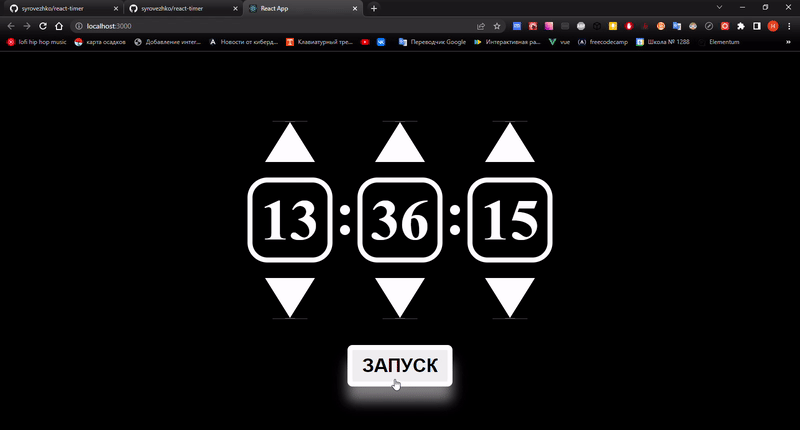 syrovezhko/react-timer
syrovezhko/react-timer
React App
localhost:3000
lofi hip hop music
карта осадков
Добавление интег...
Новости от киберд...
Клавиатурный тре...
Переводчик Google
Интерактивная ра...
vue
freecodecamp
Школа № 1288
Elementum
13:36:15
ЗАПУСК